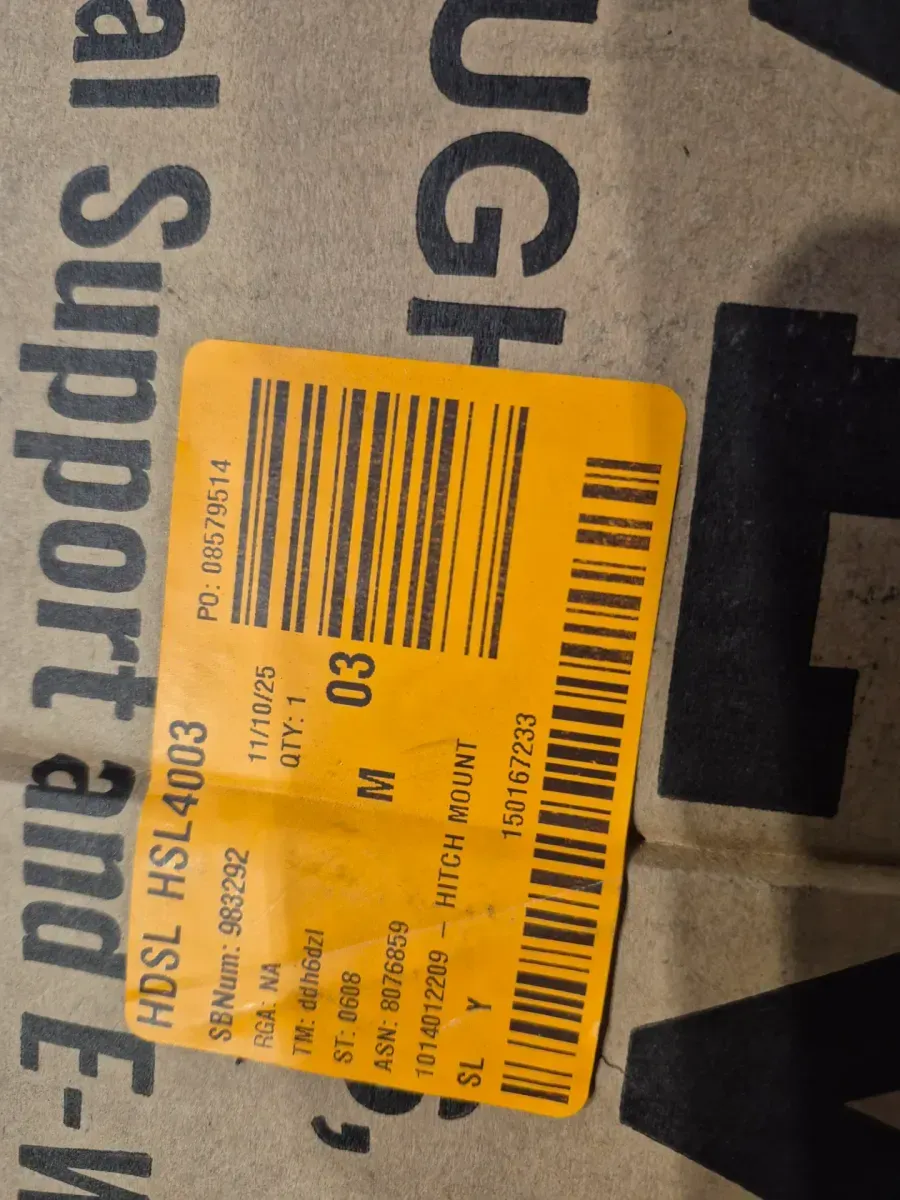 al Support and E-W
UGH
HDSL HSL4003
SBNum: 983292
11/10/25
PO: 08579514
RGA: NA
QTY: 1
TM: ddh6dzl
ST: 0608
M
03
ASN: 8076859
1014012209 – HITCH MOUNT
SL Y
150167233